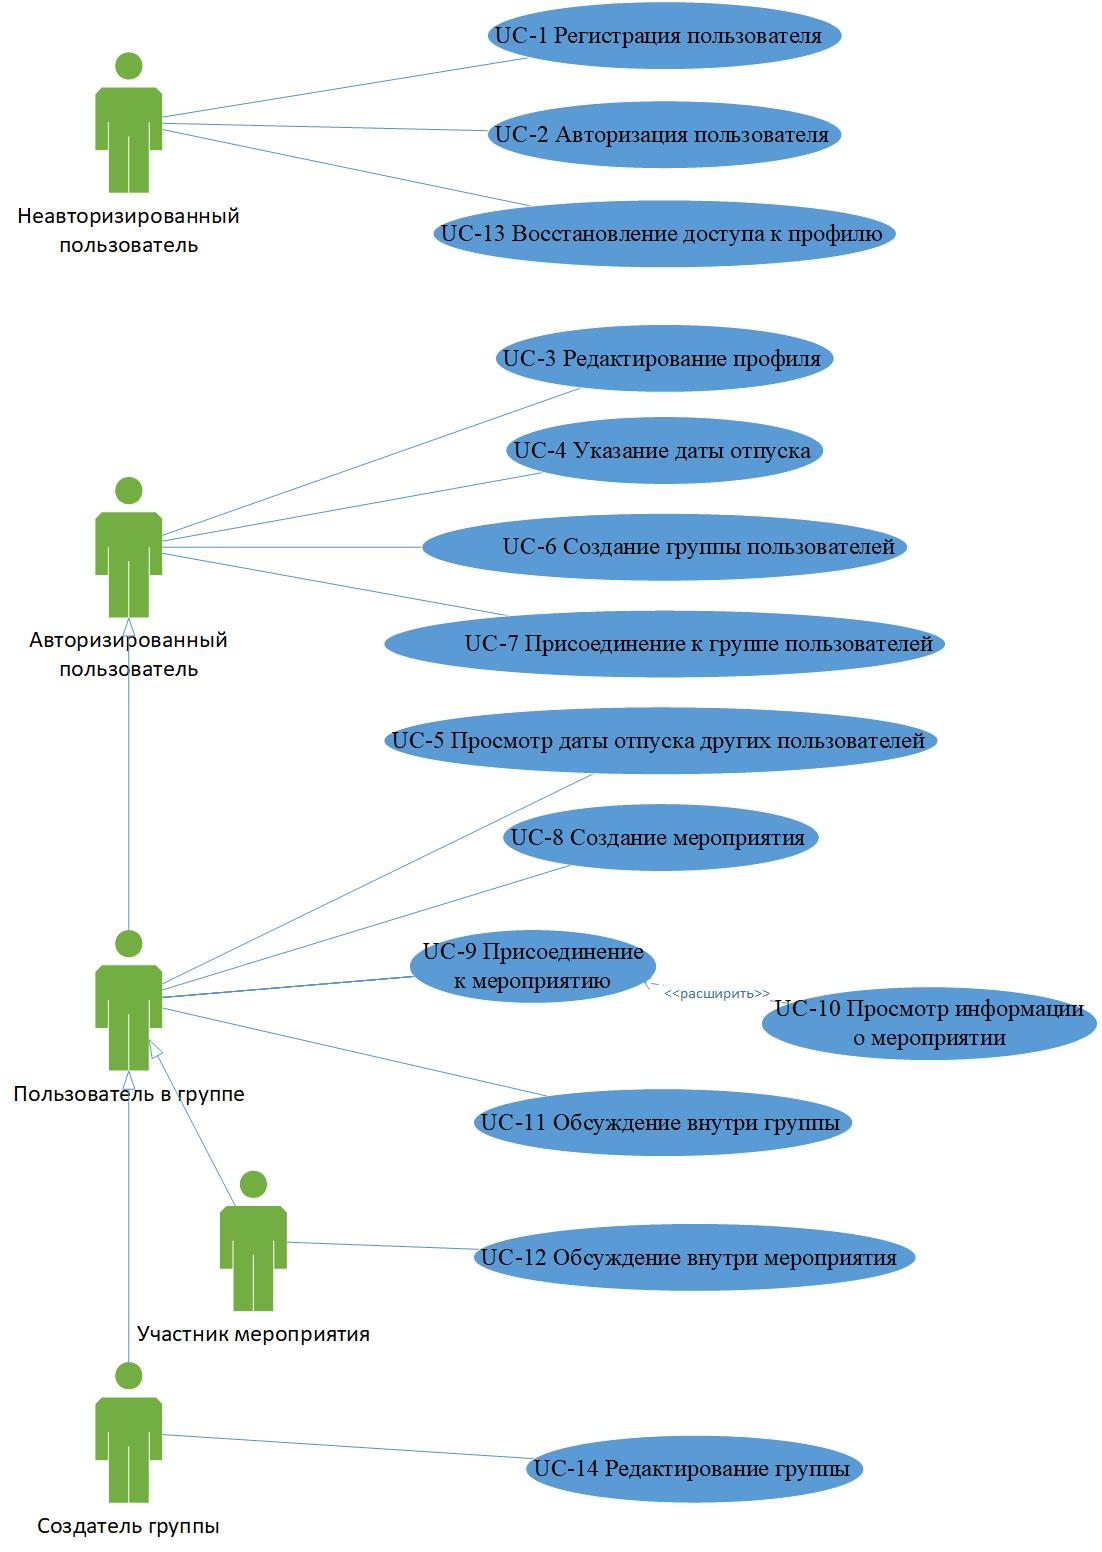 UC-1 Регистрация пользователя
UC-2 Авторизация пользователя
Неавторизированный
пользователь
UC-13 Восстановление доступа к профилю
UC-3 Редактирование профиля
UC-4 Указание даты отпуска
UC-6 Создание группы пользователей
Авторизированный
пользователь
UC-7 Присоединение к группе пользователей
UC-5 Просмотр даты отпуска других пользователей
UC-8 Создание мероприятия
UC-9 Присоединение
к мероприятию
<<расширить>>
UC-10 Просмотр информации
о мероприятии
Пользователь в группе
UC-11 Обсуждение внутри группы
UC-12 Обсуждение внутри мероприятия
Участник мероприятия
UC-14 Редактирование группы
Создатель группы